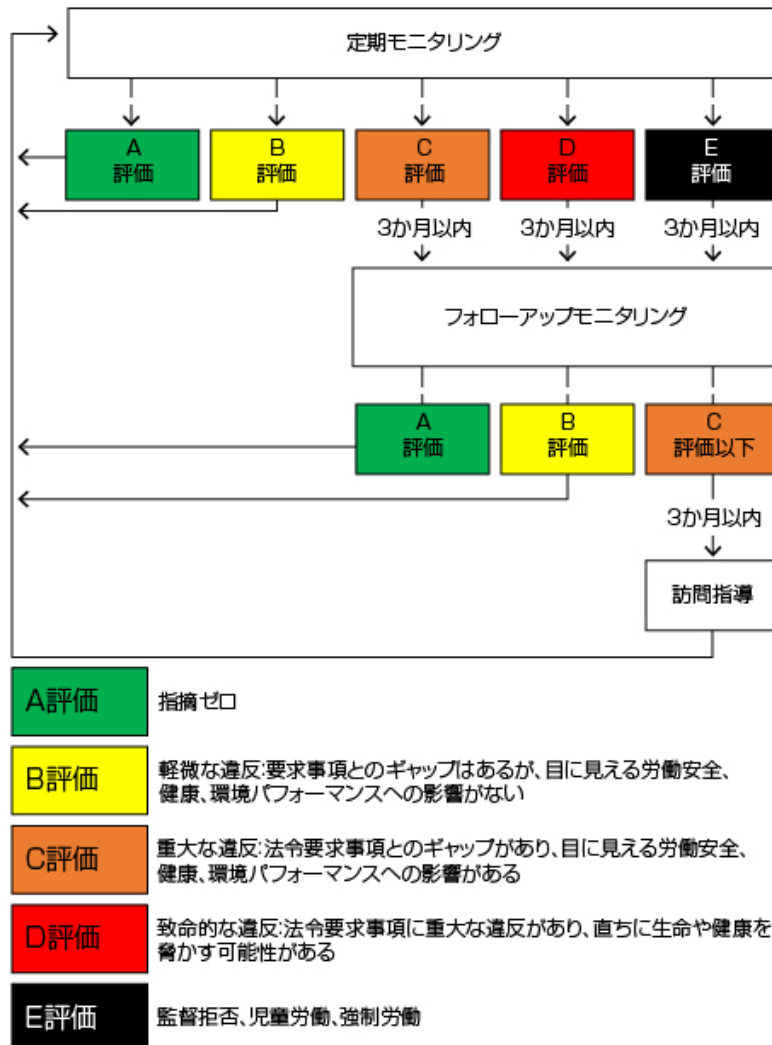 定期モニタリング
A
評価
B
評価
C
評価
D
評価
E
評価
3か月以内
3か月以内
3か月以内
フォローアップモニタリング
A
評価
B
評価
C
評価以下
3か月以内
訪問指導
A評価
指摘ゼロ
B評価
軽微な違反:要求事項とのギャップはあるが、目に見える労働安全、
健康、環境パフォーマンスへの影響がない
C評価
重大な違反:法令要求事項とのギャップがあり、目に見える労働安全、
健康、環境パフォーマンスへの影響がある
D評価
致命的な違反:法令要求事項に重大な違反があり、直ちに生命や健康を
脅かす可能性がある
E評価
監督拒否、児童労働、強制労働